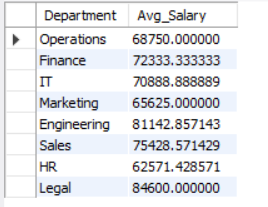 Department Avg_Salary
Operations 68750.000000
Finance 72333.333333
IT 70888.888889
Marketing 65625.000000
Engineering 81142.857143
Sales 75428.571429
HR 62571.428571
Legal 84600.000000